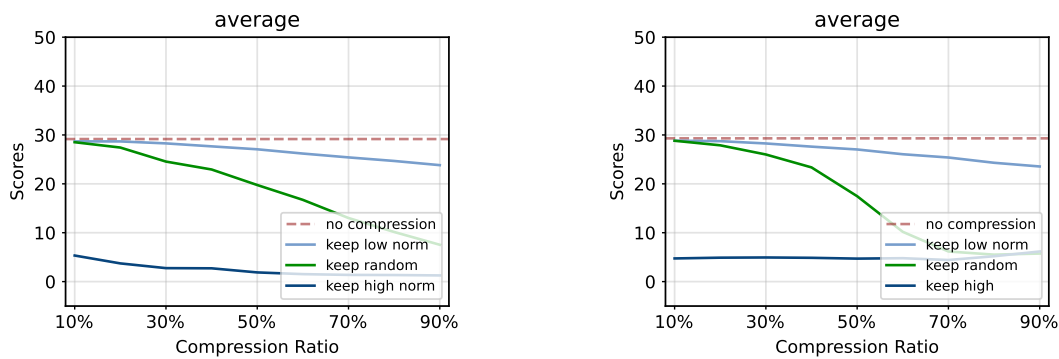 average
50
40
30
20
10
0
Scores
no compression
keep low norm
keep random
keep high norm
10% 30% 50% 70% 90%
Compression Ratio
average
50
40
30
20
10
0
Scores
no compression
keep low norm
keep random
keep high
10% 30% 50% 70% 90%
Compression Ratio